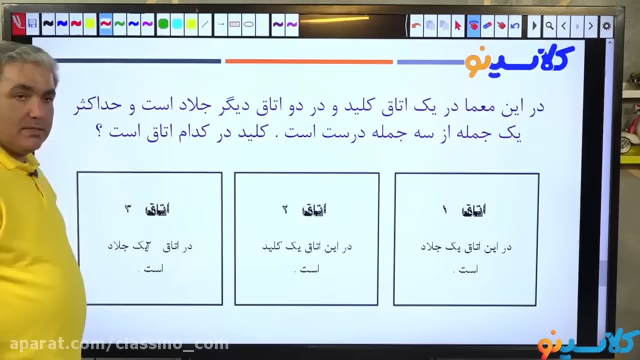 کلاسینو
در این معما در یک اتاق کلید و در دو اتاق دیگر جلاد است و حداکثر
یک جمله از سه جمله درست است . کلید در کدام اتاق است ؟
اتاق ۱
در این اتاق یک جلاد
است .
اتاق ۲
در این اتاق یک کلید
است .
اتاق ۳
در اتاق ۲یک جلاد
است .
aparat.com/classino_com
کلاسینو